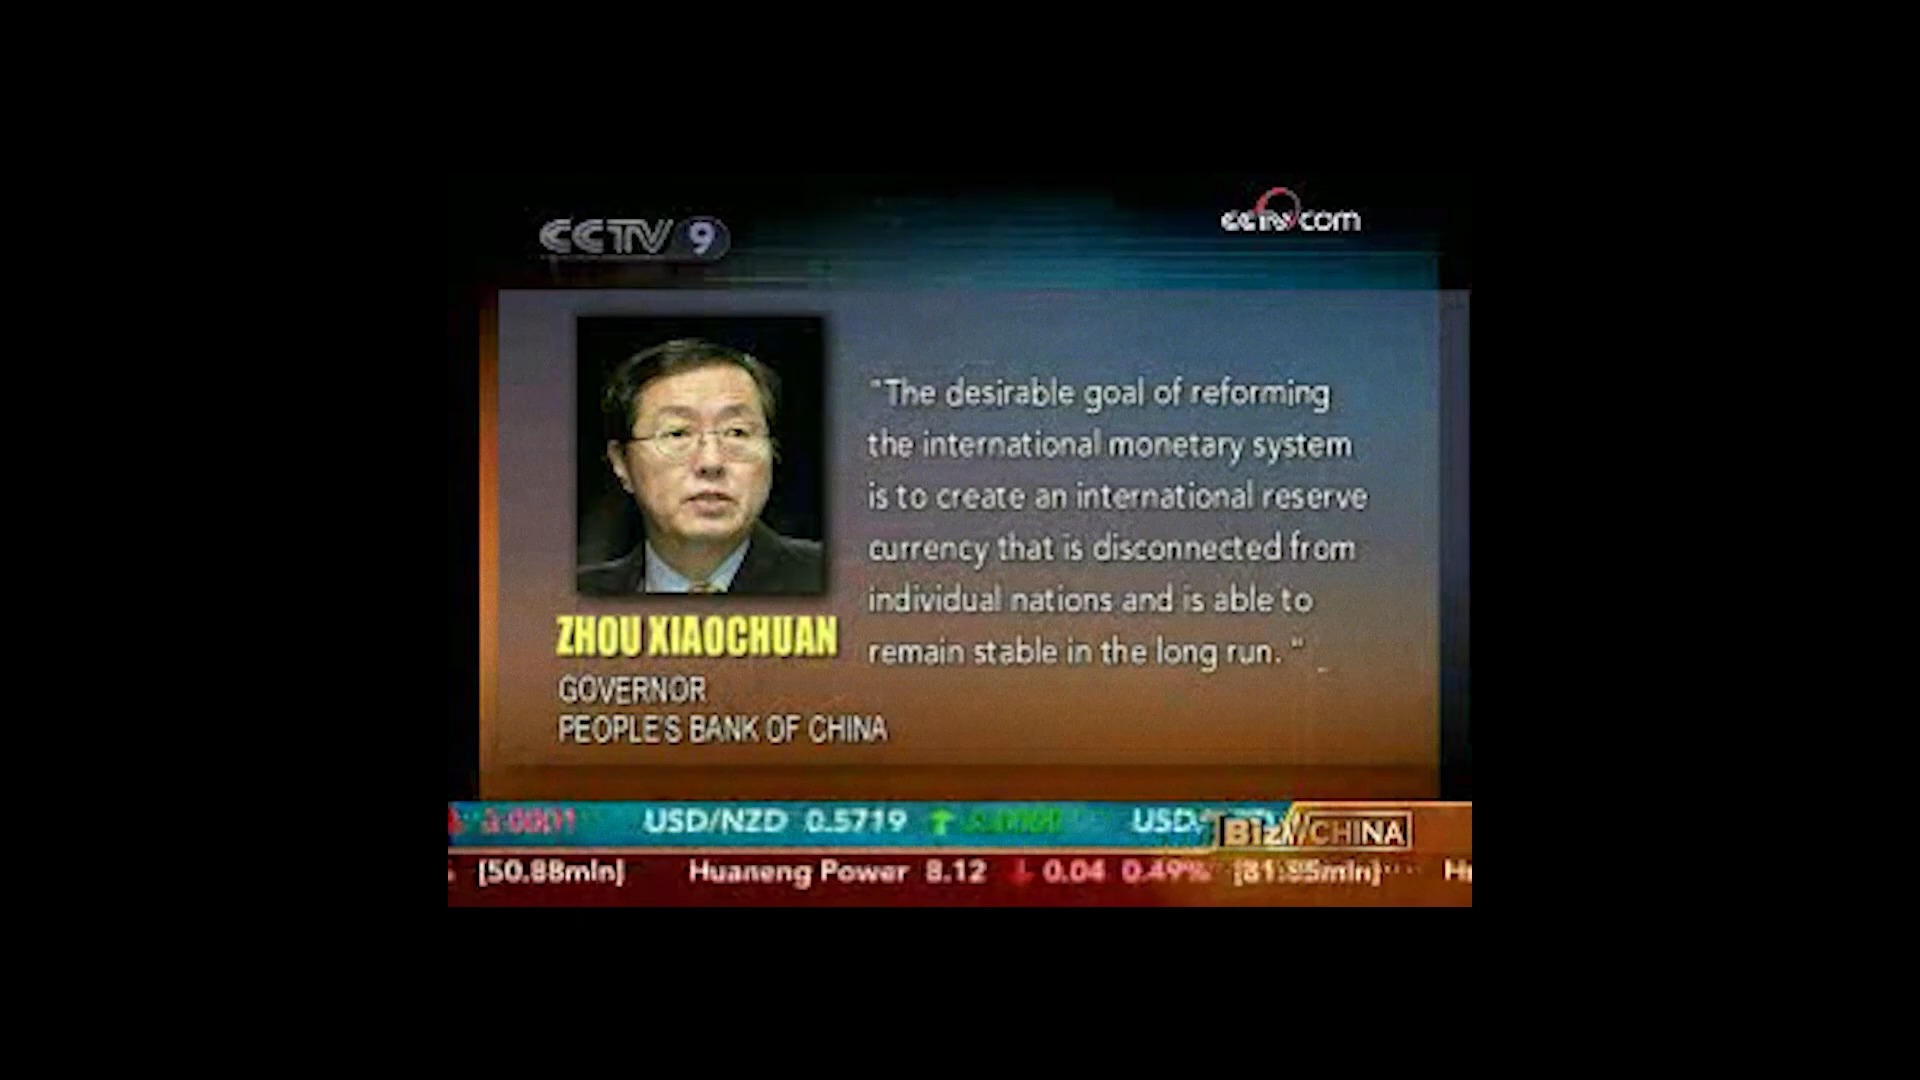 CCTV 9
cctv.com
"The desirable goal of reforming
the international monetary system
is to create an international reserve
currency that is disconnected from
individual nations and is able to
remain stable in the long run. "
ZHOU XIAOCHUAN
GOVERNOR
PEOPLE'S BANK OF CHINA
USD/NZD 0.5719
USD
Biz CHINA
[50.88mln] Huaneng Power 8.12 0.04 0.49% [81.85mln]